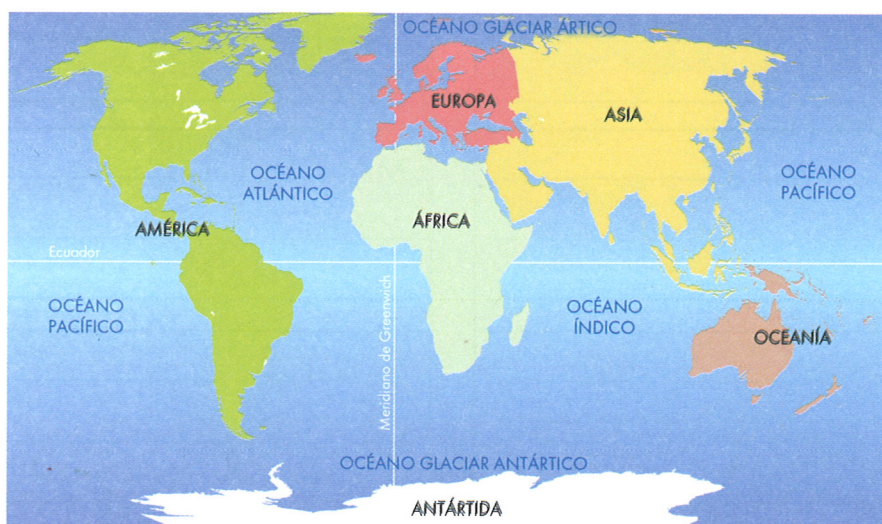 OCÉANO GLACIAR ÁRTICO
EUROPA
ASIA
OCÉANO
ATLÁNTICO
OCÉANO
PACÍFICO
AMÉRICA
ÁFRICA
Ecuador
OCÉANO
PACÍFICO
Meridiano de Greenwich
OCÉANO
ÍNDICO
OCEANÍA
OCÉANO GLACIAR ANTÁRTICO
ANTÁRTIDA